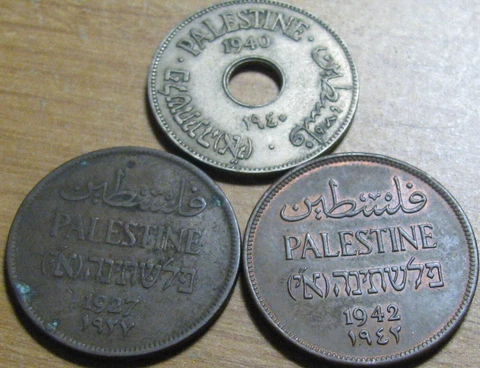 PALESTINE
1940
١٩٤٠
فلسطين
פלשתינה (א״י)
فلسطين
PALESTINE
פלשתינה (א״י)
1927
١٩٢٧
فلسطين
PALESTINE
פלשתינה (א״י)
1942
١٩٤٢